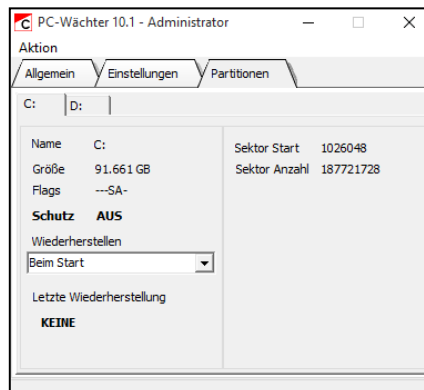 C PC-Wächter 10.1 - Administrator
Aktion
Allgemein Einstellungen Partitionen
C: D:
Name C:
Größe 91.661 GB
Flags ---SA-
Schutz AUS
Wiederherstellen
Beim Start
Letzte Wiederherstellung
KEINE
Sektor Start 1026048
Sektor Anzahl 187721728